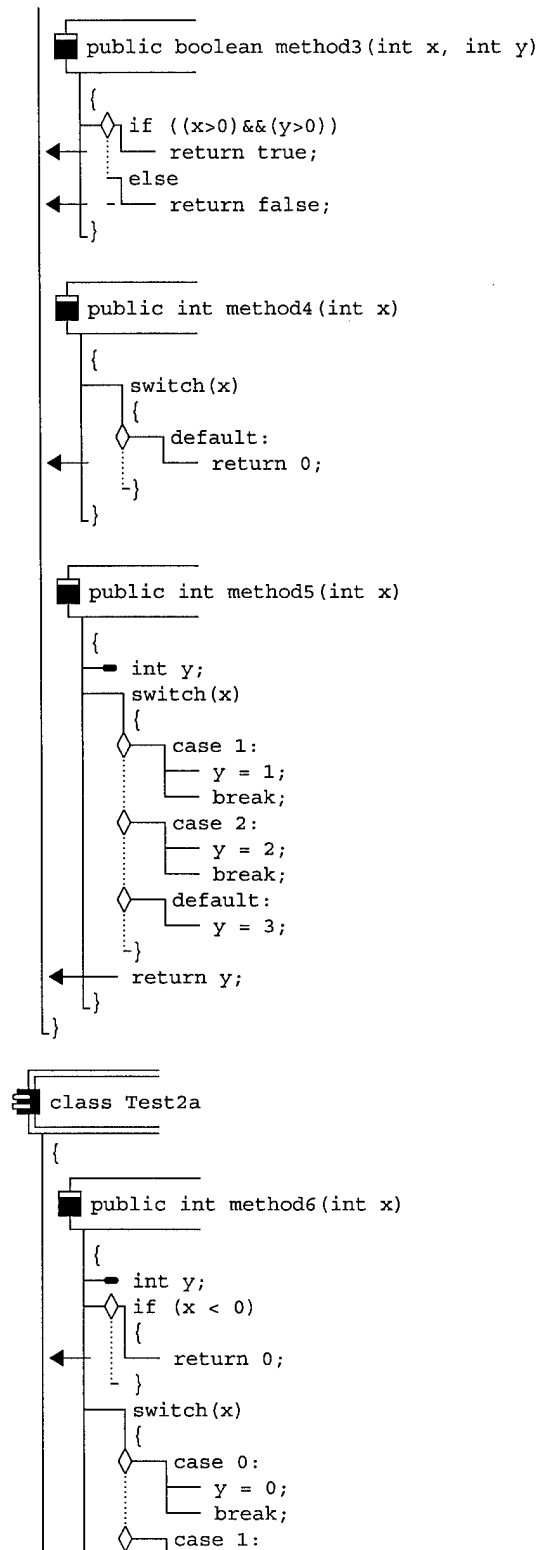 public boolean method3(int x, int y)
{
if ((x>0)&&(y>0))
return true;
else
return false;
}
public int method4(int x)
{
switch(x)
{
default:
return 0;
}
}
public int method5(int x)
{
int y;
switch(x)
{
case 1:
y = 1;
break;
case 2:
y = 2;
break;
default:
y = 3;
}
return y;
}
}
class Test2a
{
public int method6(int x)
{
int y;
if (x < 0)
{
return 0;
}
switch(x)
{
case 0:
y = 0;
break;
case 1: